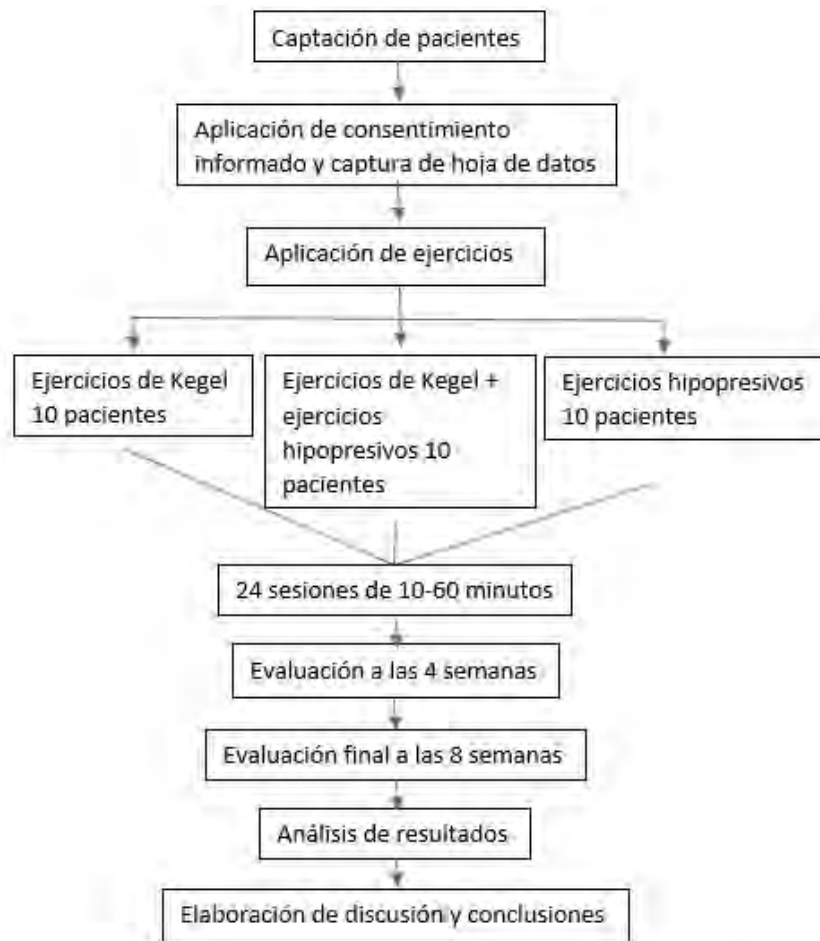 Captación de pacientes
Aplicación de consentimiento
informado y captura de hoja de datos
Aplicación de ejercicios
Ejercicios de Kegel
10 pacientes
Ejercicios de Kegel +
ejercicios
hipopresivos 10
pacientes
Ejercicios hipopresivos
10 pacientes
24 sesiones de 10-60 minutos
Evaluación a las 4 semanas
Evaluación final a las 8 semanas
Análisis de resultados
Elaboración de discusión y conclusiones